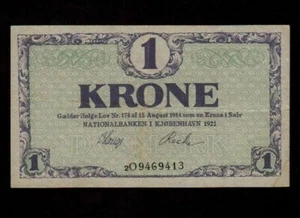 1
KRONE
Gælder ifølge Lov Nr. 174 af 15 August 1914 som en Krone i Sølv
NATIONALBANKEN I KJØBENHAVN 1921
1 1
2O9469413